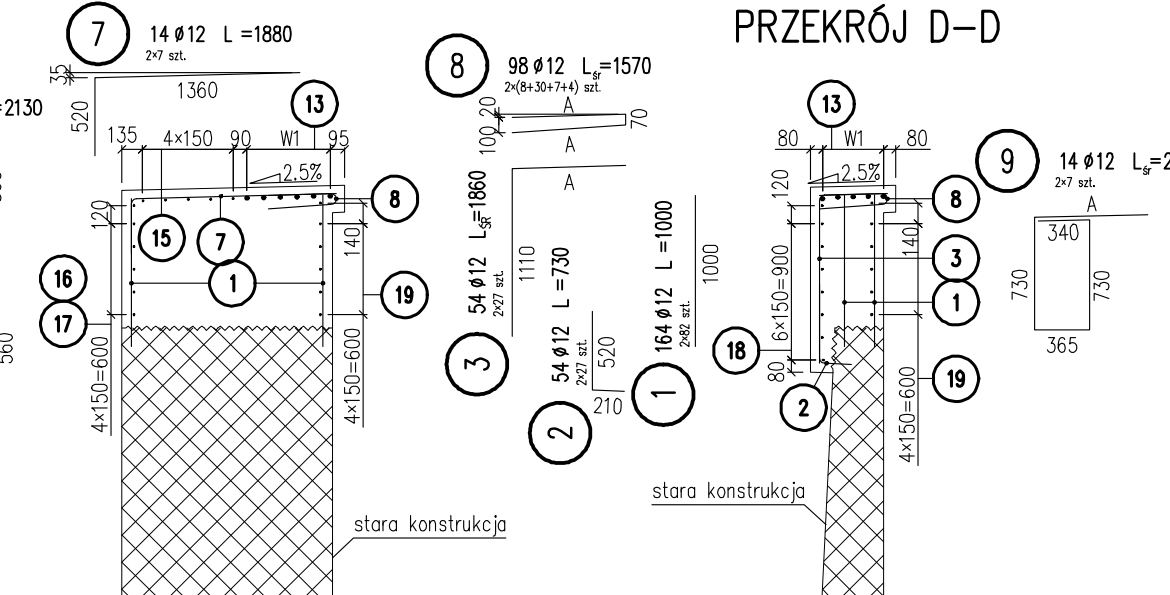 PRZEKRÓJ D-D
7
14 ø12 L =1880
2×7 szt.
35
1360
520
=2130
8
98 ø12 Lśr=1570
2×(8+30+7+4) szt.
20
A
70
100
A
A
13
135
4×150
90
W1
95
2.5%
120
8
140
15
7
16
17
1
19
4×150=600
4×150=600
560
stara konstrukcja
54 ø12 LŚR=1860
2×27 szt.
1110
3
54 ø12 L =730
2×27 szt.
520
210
2
164 ø12 L =1000
2×82 szt.
1000
1
13
80
W1
80
2.5%
120
8
140
3
6×150=900
1
18
80
2
19
4×150=600
stara konstrukcja
9
14 ø12 Lśr=2
2×7 szt.
A
340
730
730
365